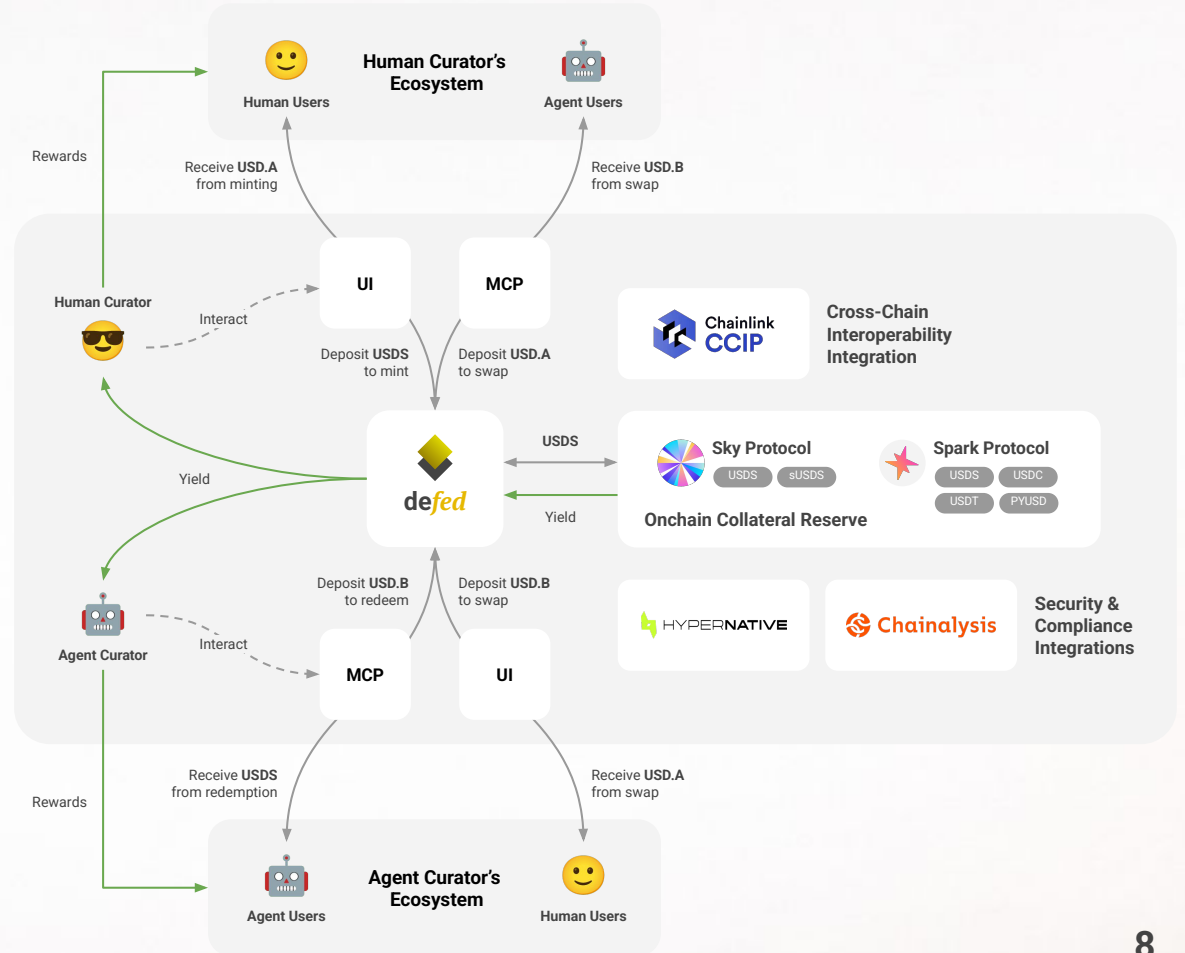 Human Curator’s
Ecosystem
Human Users
Agent Users
Rewards
Receive USD.A
from minting
Receive USD.B
from swap
UI
MCP
Human Curator
Interact
Deposit USDS
to mint
Deposit USD.A
to swap
Chainlink
CCIP
Cross-Chain
Interoperability
Integration
Yield
defed
USDS
Yield
Sky Protocol
USDS
sUSDS
Spark Protocol
USDS
USDC
USDT
PYUSD
Onchain Collateral Reserve
Deposit USD.B
to redeem
Deposit USD.B
to swap
Agent Curator
Interact
MCP
UI
HYPERNATIVE
Chainalysis
Security &
Compliance
Integrations
Rewards
Receive USDS
from redemption
Receive USD.A
from swap
Agent Users
Agent Curator’s
Ecosystem
Human Users
8